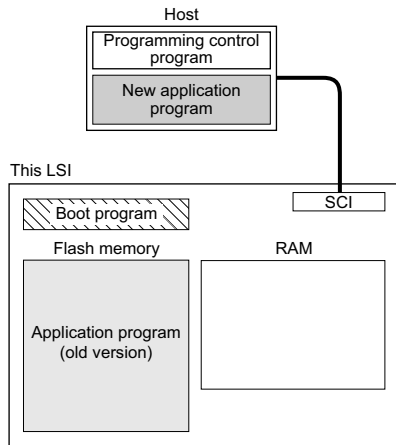 Host
Programming control
program
New application
program
This LSI
SCI
Boot program
Flash memory
RAM
Application program
(old version)